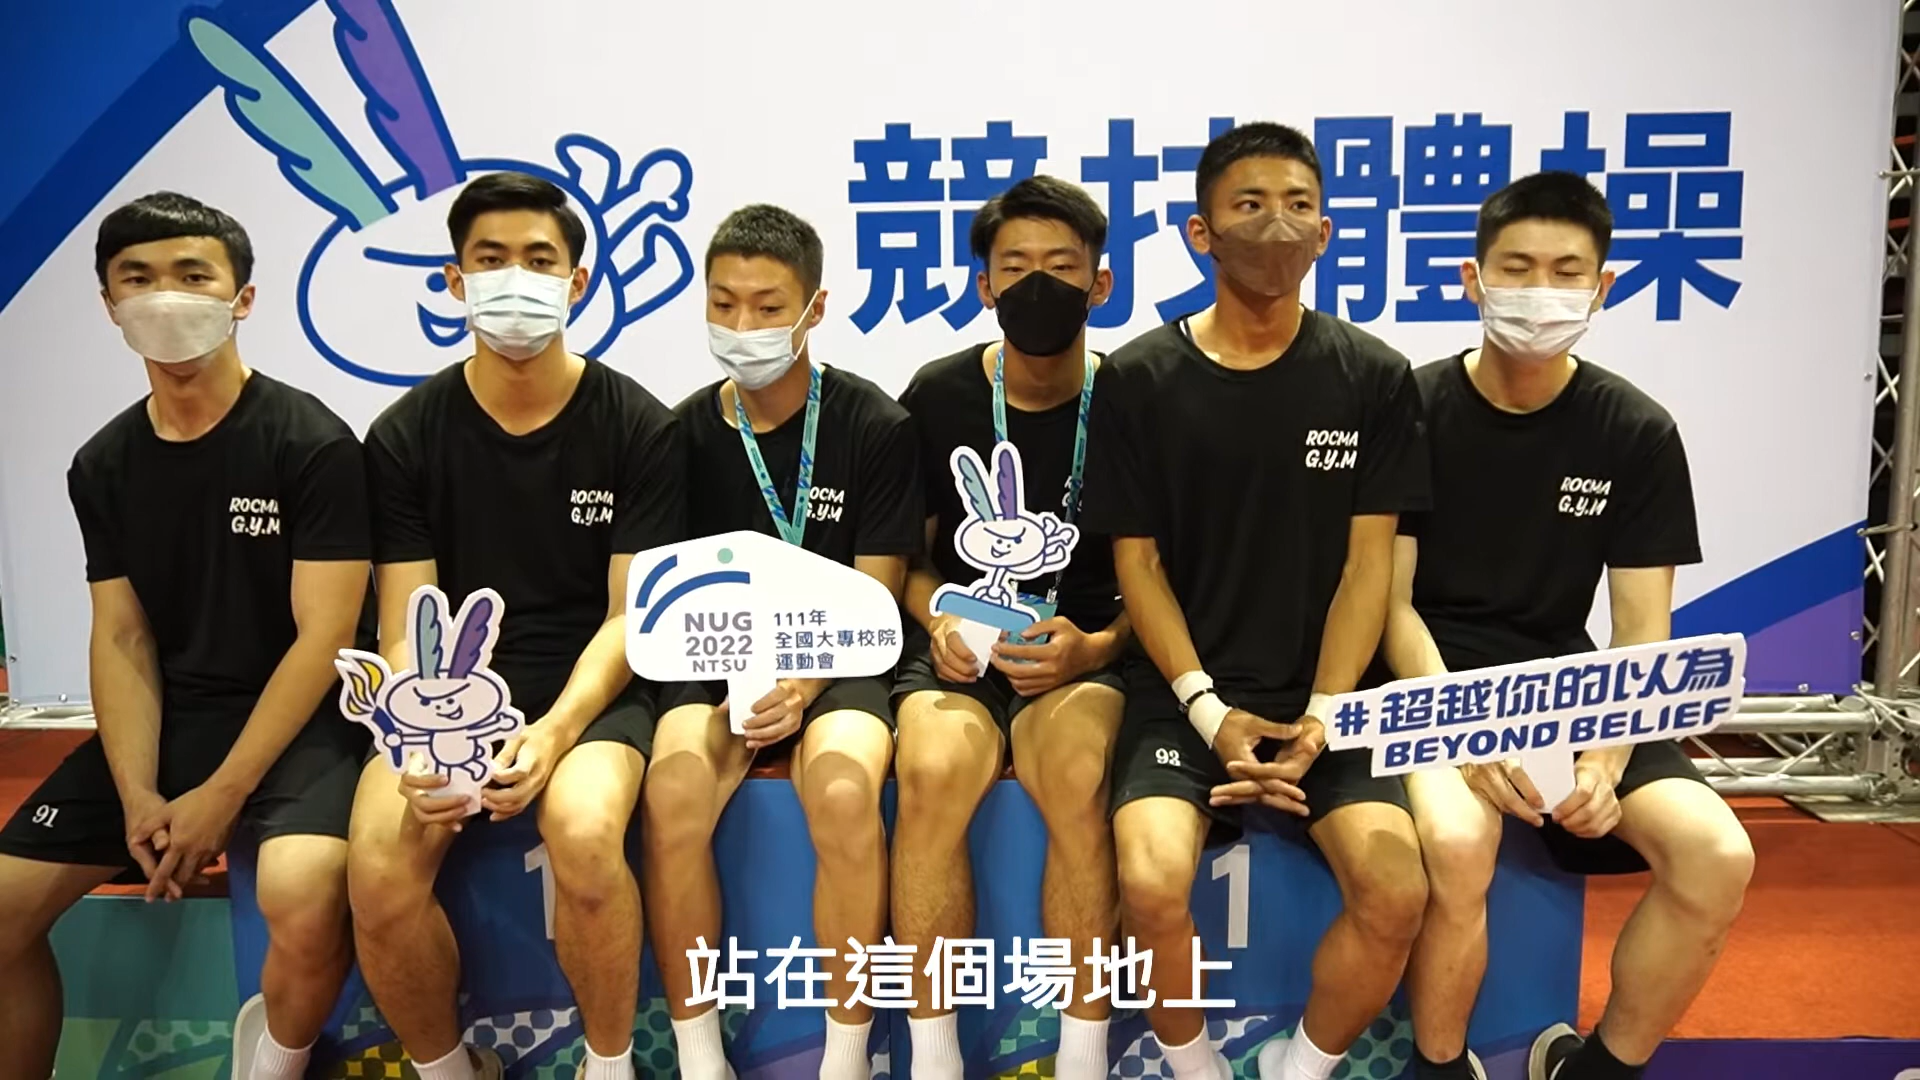 競技體操
ROCMA
G.Y.M
ROCMA
G.Y.M
OCMA
G.Y.M
ROCMA
G.Y.M
ROCMA
G.Y.M
NUG
2022
NTSU
111年
全國大專校院
運動會
#超越你的以為
BEYOND BELIEF
93
91
1
1
站在這個場地上